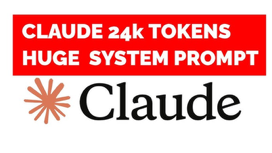 CLAUDE 24k TOKENS
HUGE SYSTEM PROMPT
Claude